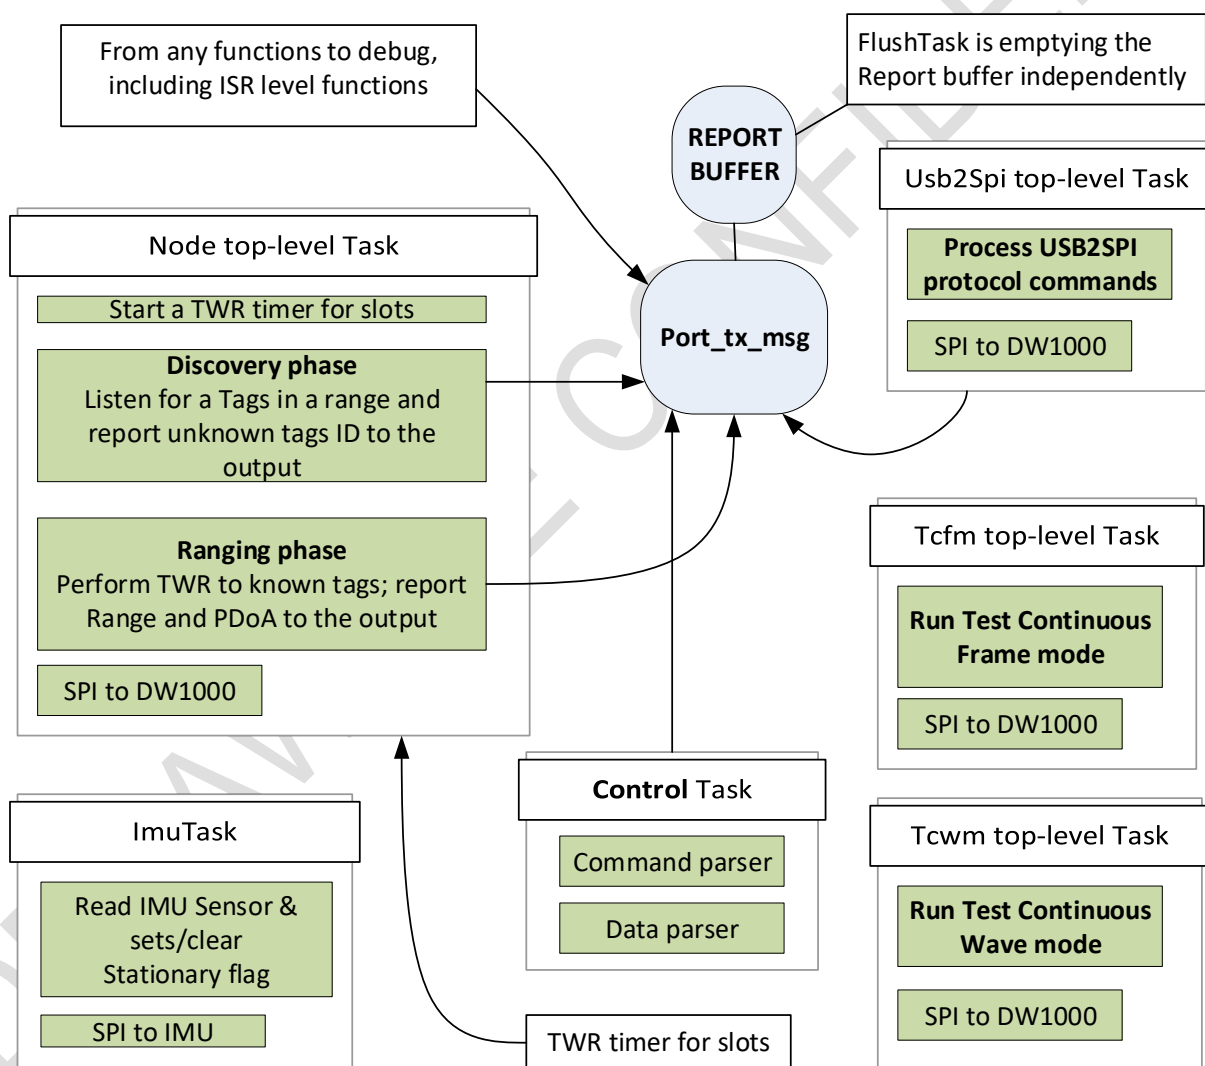 From any functions to debug,
including ISR level functions
FlushTask is emptying the
Report buffer independently
REPORT
BUFFER
Usb2Spi top-level Task
Process USB2SPI
protocol commands
SPI to DW1000
Node top-level Task
Start a TWR timer for slots
Discovery phase
Listen for a Tags in a range and
report unknown tags ID to the
output
Ranging phase
Perform TWR to known tags; report
Range and PDoA to the output
SPI to DW1000
Port_tx_msg
Tcfm top-level Task
Run Test Continuous
Frame mode
SPI to DW1000
Control Task
Command parser
Data parser
ImuTask
Read IMU Sensor &
sets/clear
Stationary flag
SPI to IMU
Tcwm top-level Task
Run Test Continuous
Wave mode
SPI to DW1000
TWR timer for slots